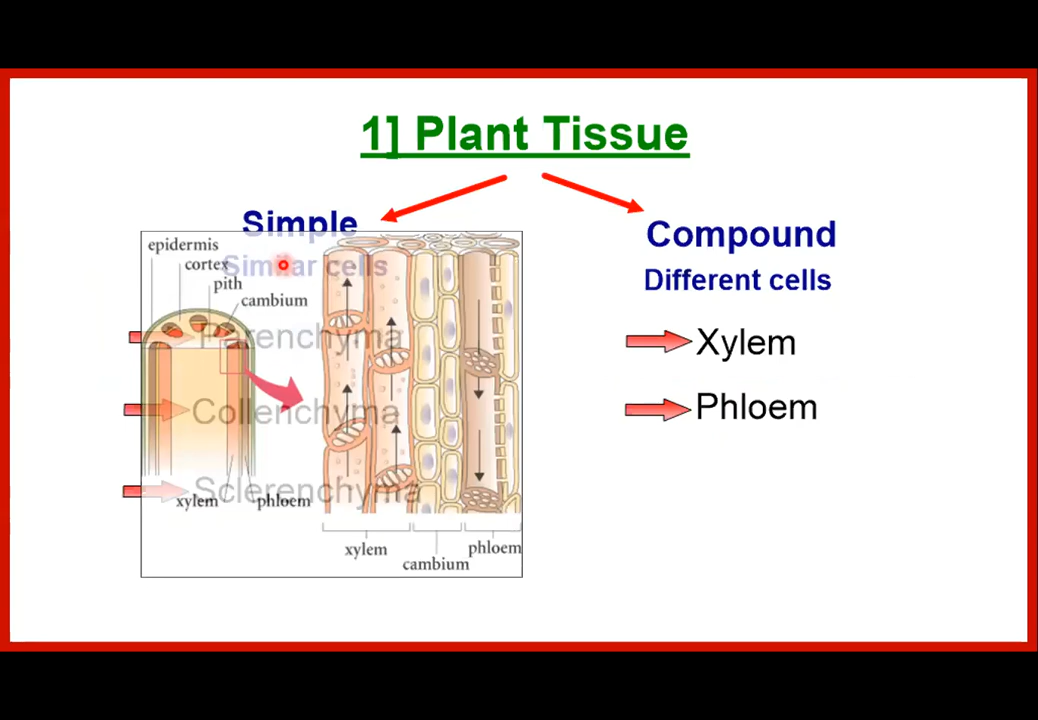 1] Plant Tissue
Simple
Similar cells
Parenchyma
Collenchyma
Sclerenchyma
epidermis
cortex
pith
cambium
xylem
phloem
xylem
cambium
phloem
Compound
Different cells
Xylem
Phloem